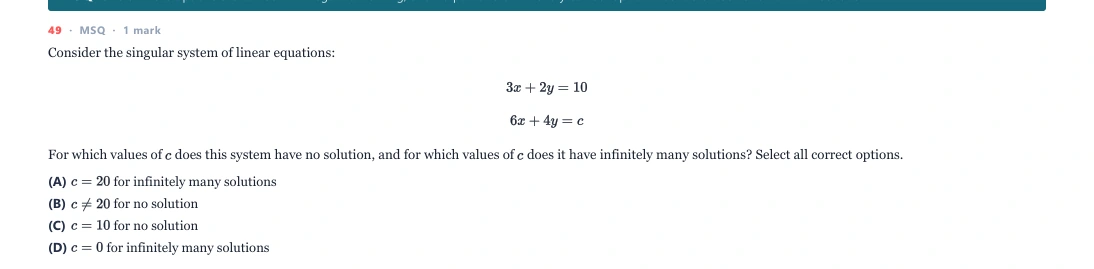 49 · MSQ · 1 mark
Consider the singular system of linear equations:
3x + 2y = 10
6x + 4y = c
For which values of c does this system have no solution, and for which values of c does it have infinitely many solutions? Select all correct options.
(A) c = 20 for infinitely many solutions
(B) c ≠ 20 for no solution
(C) c = 10 for no solution
(D) c = 0 for infinitely many solutions